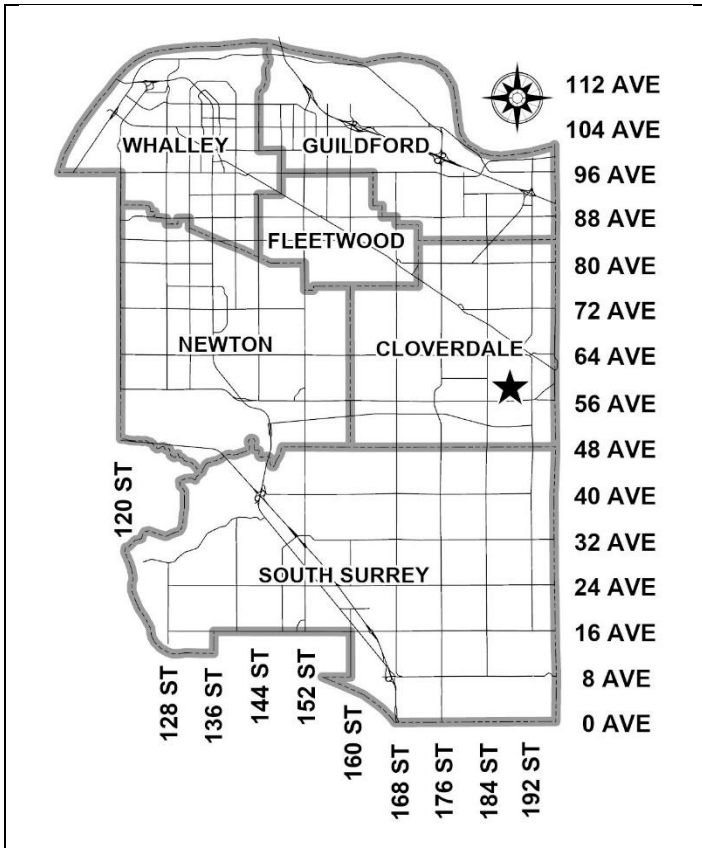 112 AVE
104 AVE
WHALLEY
GUILDFORD
96 AVE
88 AVE
FLEETWOOD
80 AVE
72 AVE
NEWTON
CLOVERDALE
64 AVE
56 AVE
48 AVE
120 ST
40 AVE
32 AVE
SOUTH SURREY
24 AVE
16 AVE
128 ST
136 ST
144 ST
152 ST
8 AVE
160 ST
0 AVE
168 ST
176 ST
184 ST
192 ST